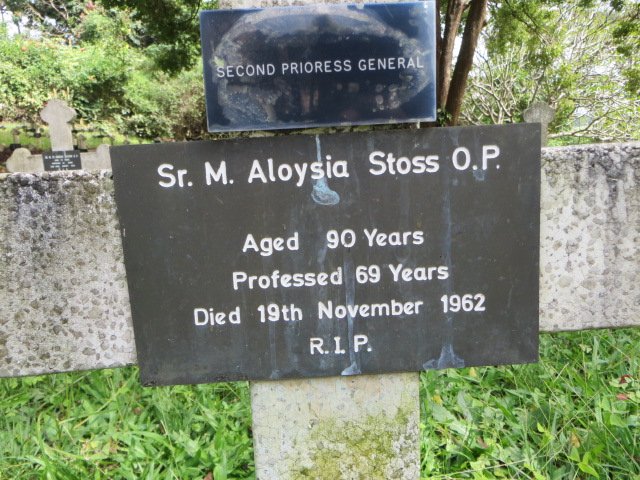 SECOND PRIORESS GENERAL
Sr. M. Aloysia Stoss O.P.
Aged 90 Years
Professed 69 Years
Died 19th November 1962
R.I.P.